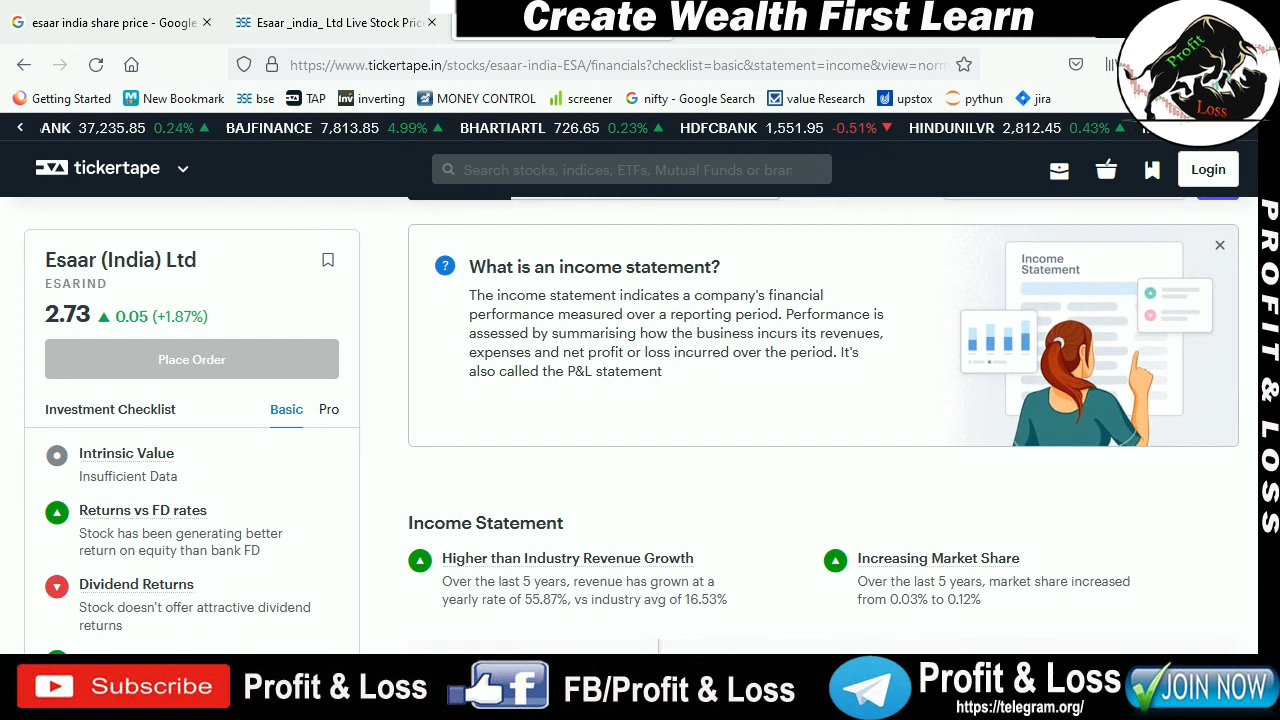 Create Wealth First Learn
esaar india share price - Google
Esaar _india_ Ltd Live Stock Price
https://www.tickertape.in/stocks/esaar-india-ESA/financials?checklist=basic&statement=income&view=norm
Getting Started
New Bookmark
bse
TAP
inverting
MONEY CONTROL
screener
nifty - Google Search
value Research
upstox
pythun
jira
Profit
Loss
ANK 37,235.85 0.24%
BAJFINANCE 7,813.85 4.99%
BHARTIARTL 726.65 0.23%
HDFCBANK 1,551.95 -0.51%
HINDUNILVR 2,812.45 0.43%
tickertape
Search stocks, indices, ETFs, Mutual Funds or bran
Login
Esaar (India) Ltd
ESARIND
2.73 0.05 (+1.87%)
Place Order
Investment Checklist
Basic
Pro
Intrinsic Value
Insufficient Data
Returns vs FD rates
Stock has been generating better
return on equity than bank FD
Dividend Returns
Stock doesn't offer attractive dividend
returns
What is an income statement?
The income statement indicates a company's financial
performance measured over a reporting period. Performance is
assessed by summarising how the business incurs its revenues,
expenses and net profit or loss incurred over the period. It's
also called the P&L statement
Income
Statement
Income Statement
Higher than Industry Revenue Growth
Over the last 5 years, revenue has grown at a
yearly rate of 55.87%, vs industry avg of 16.53%
Increasing Market Share
Over the last 5 years, market share increased
from 0.03% to 0.12%
PROFIT & LOSS
Subscribe
Profit & Loss
f
FB/Profit & Loss
Profit & Loss
https://telegram.org/
JOIN NOW